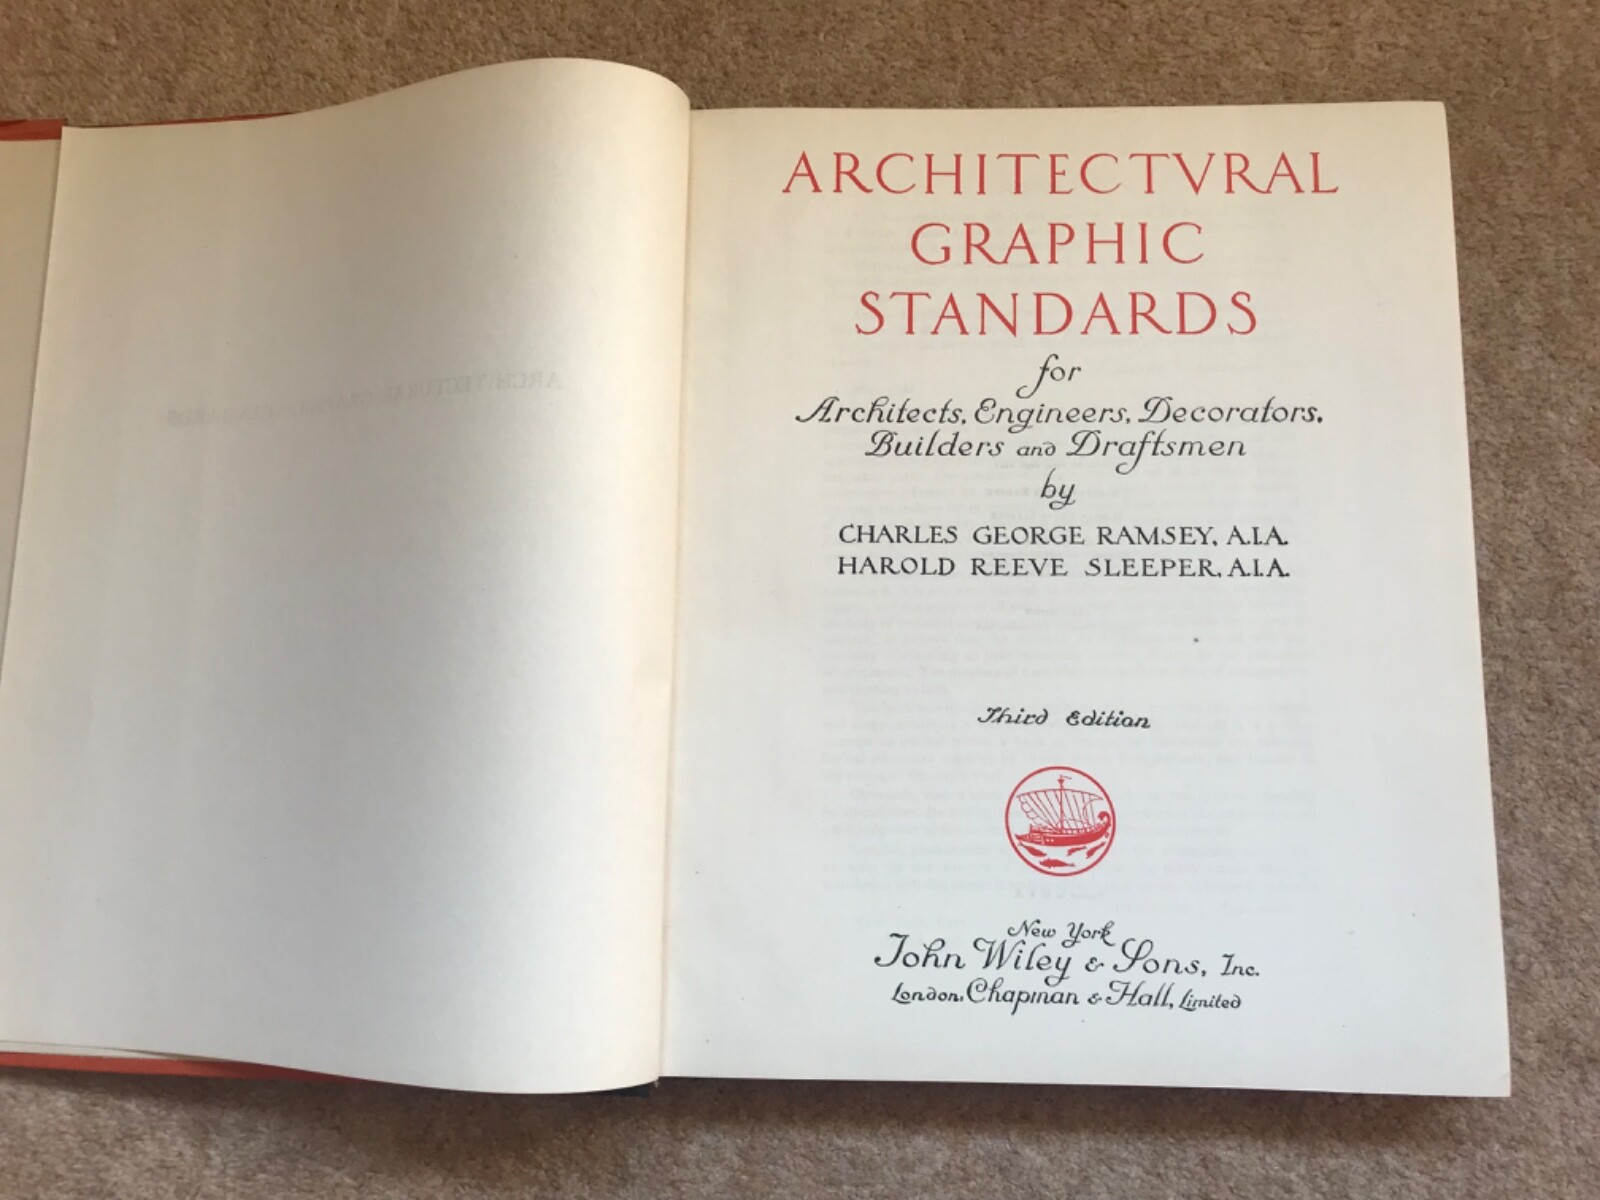 ARCHITECTVRAL
GRAPHIC
STANDARDS
for
Architects, Engineers, Decorators,
Builders and Draftsmen
by
CHARLES GEORGE RAMSEY, A.I.A.
HAROLD REEVE SLEEPER, A.I.A.
Third Edition
New York
John Wiley & Sons, Inc.
London, Chapman & Hall, Limited